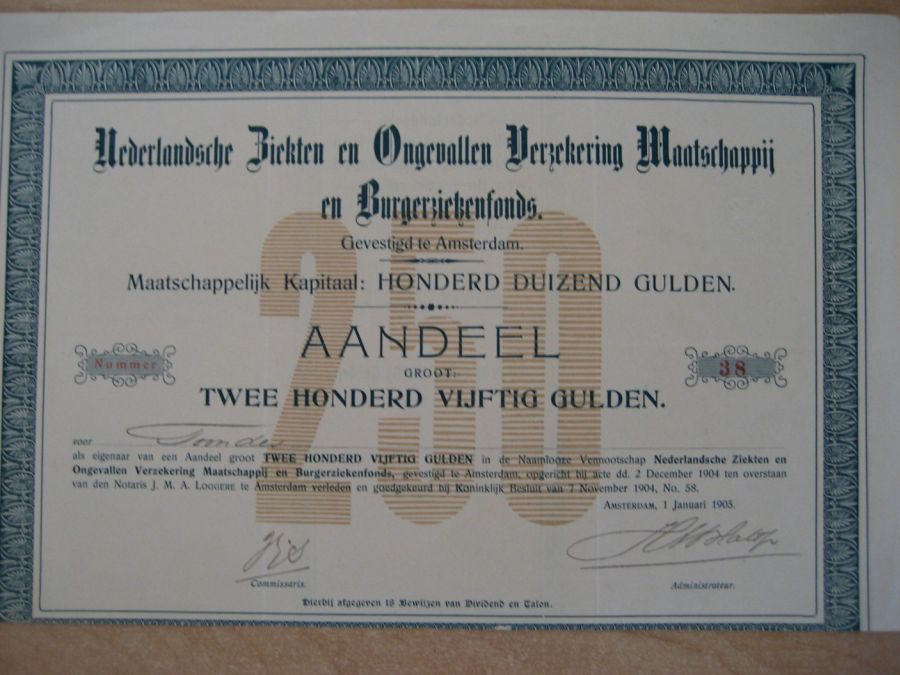 Nederlandsche Ziekten en Ongevallen Verzekering Maatschappij
en Burgerziekenfonds.
Gevestigd te Amsterdam.
Maatschappelijk Kapitaal: HONDERD DUIZEND GULDEN.
250
AANDEEL
Nummer
38
GROOT:
TWEE HONDERD VIJFTIG GULDEN.
voor Toonder
als eigenaar van een Aandeel groot TWEE HONDERD VIJFTIG GULDEN in de Naamlooze Vennootschap Nederlandsche Ziekten en
Ongevallen Verzekering Maatschappij en Burgerziekenfonds, gevestigd te Amsterdam, opgericht bij acte dd. 2 December 1904 ten overstaan
van den Notaris J. M. A. LOGGERE te Amsterdam verleden en goedgekeurd bij Koninklijk Besluit van 7 November 1904, No. 58.
AMSTERDAM, 1 Januari 1905.
Commissaris.
Administrateur.
Hierbij afgegeven 18 Bewijzen van Dividend en Talon.